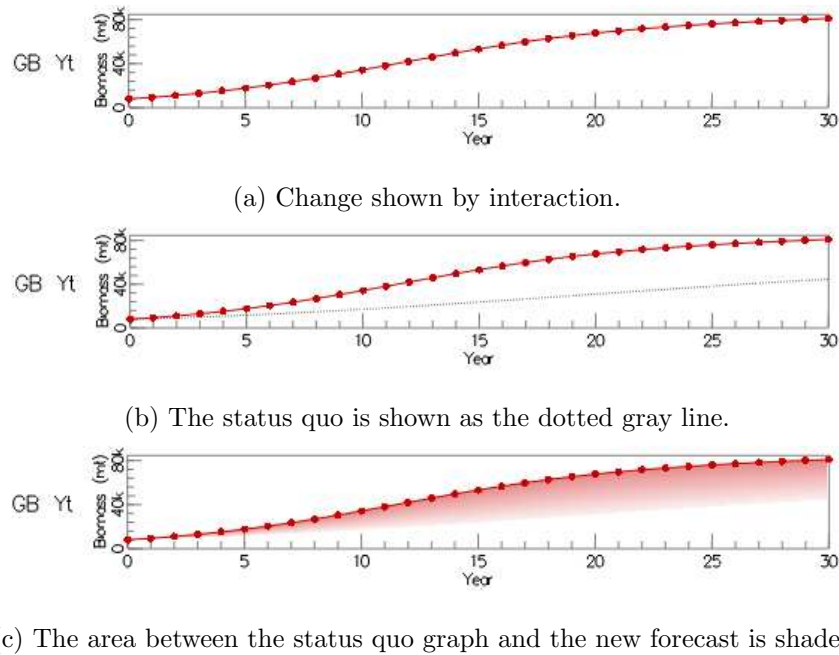 GB Yt
Biomass (mt)
0 40k 80k
0 5 10 15 20 25 30
Year
(a) Change shown by interaction.
GB Yt
Biomass (mt)
0 40k 80k
0 5 10 15 20 25 30
Year
(b) The status quo is shown as the dotted gray line.
GB Yt
Biomass (mt)
0 40k 80k
0 5 10 15 20 25 30
Year
c) The area between the status quo graph and the new forecast is shade